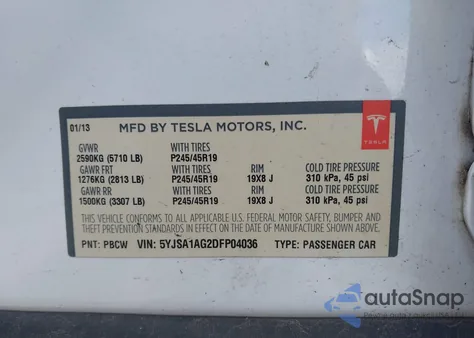 01/13 MFD BY TESLA MOTORS, INC.
TESLA
GVWR WITH TIRES
2590KG (5710 LB) P245/45R19
GAWR FRT WITH TIRES RIM COLD TIRE PRESSURE
1276KG (2813 LB) P245/45R19 19X8 J 310 kPa, 45 psi
GAWR RR WITH TIRES RIM COLD TIRE PRESSURE
1500KG (3307 LB) P245/45R19 19X8 J 310 kPa, 45 psi
THIS VEHICLE CONFORMS TO ALL APPLICABLE U.S. FEDERAL MOTOR SAFETY, BUMPER AND
THEFT PREVENTION STANDARDS IN EFFECT ON THE DATE OF MANUFACTURE SHOWN ABOVE.
PNT: PBCW VIN: 5YJSA1AG2DFP04036 TYPE: PASSENGER CAR
autoSnap